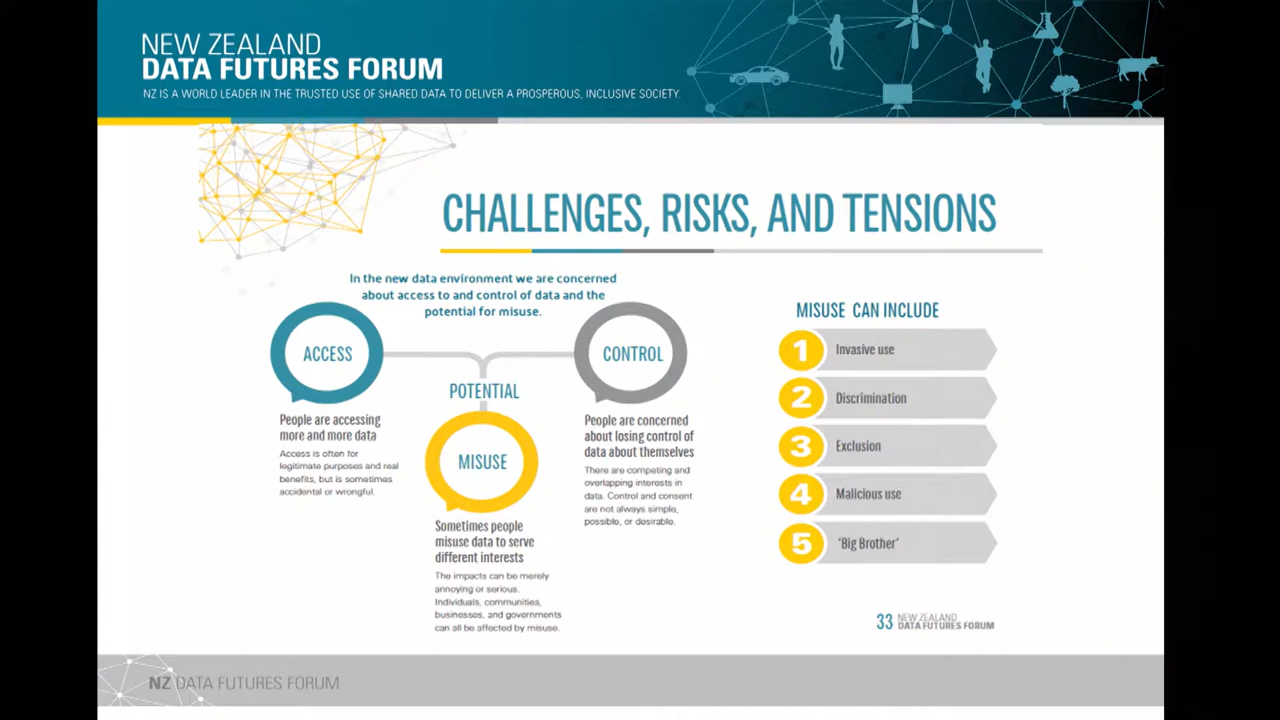 NEW ZEALAND
DATA FUTURES FORUM
NZ IS A WORLD LEADER IN THE TRUSTED USE OF SHARED DATA TO DELIVER A PROSPEROUS, INCLUSIVE SOCIETY.
CHALLENGES, RISKS, AND TENSIONS
In the new data environment we are concerned
about access to and control of data and the
potential for misuse.
ACCESS
People are accessing
more and more data
Access is often for
legitimate purposes and real
benefits, but is sometimes
accidental or wrongful.
POTENTIAL
MISUSE
Sometimes people
misuse data to serve
different interests
The impacts can be merely
annoying or serious.
Individuals, communities,
businesses, and governments
can all be affected by misuse.
CONTROL
People are concerned
about losing control of
data about themselves
There are competing and
overlapping interests in
data. Control and consent
are not always simple,
possible, or desirable.
MISUSE CAN INCLUDE
1 Invasive use
2 Discrimination
3 Exclusion
4 Malicious use
5 'Big Brother'
33 NEW ZEALAND
DATA FUTURES FORUM
NZ DATA FUTURES FORUM